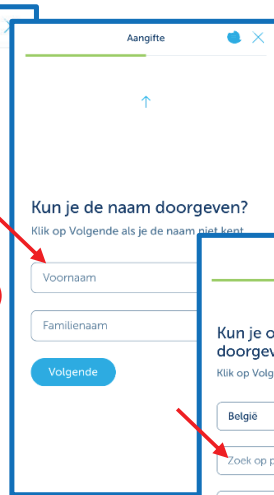 Aangifte
Kun je de naam doorgeven?
Klik op Volgende als je de naam niet kent.
Voornaam
Familienaam
Volgende
Kun je o
doorgev
Klik op Volg
België
Zoek op p